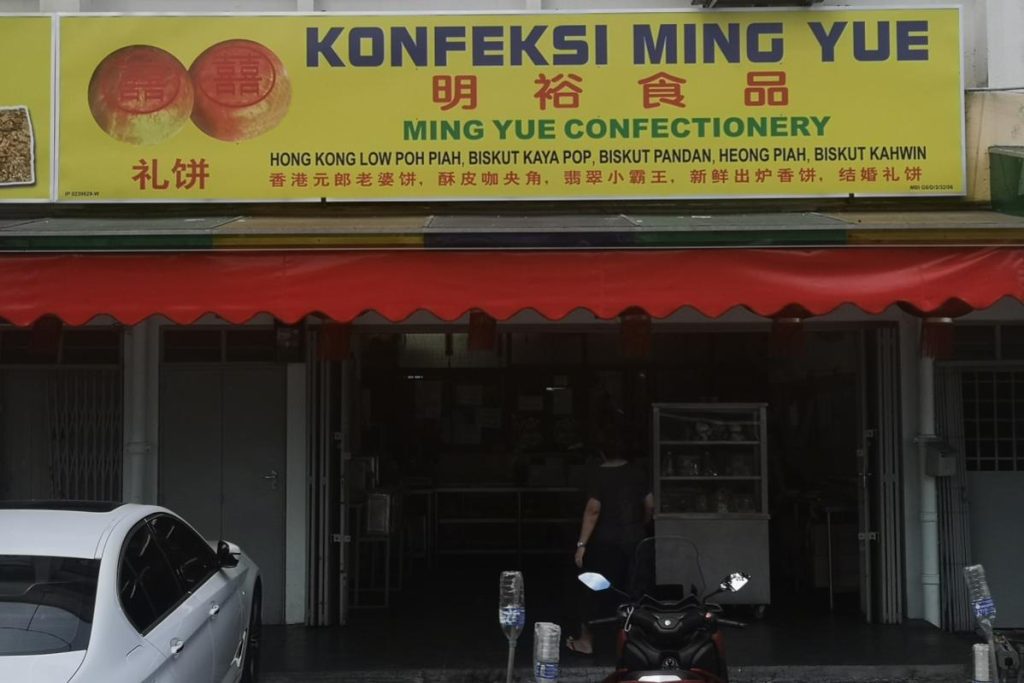 KONFEKSI MING YUE
明裕食品
MING YUE CONFECTIONERY
囍 囍
礼饼
HONG KONG LOW POH PIAH, BISKUT KAYA POP, BISKUT PANDAN, HEONG PIAH, BISKUT KAHWIN
香港元郎老婆饼, 酥皮咖央角, 翡翠小霸王, 新鲜出炉香饼, 结婚礼饼